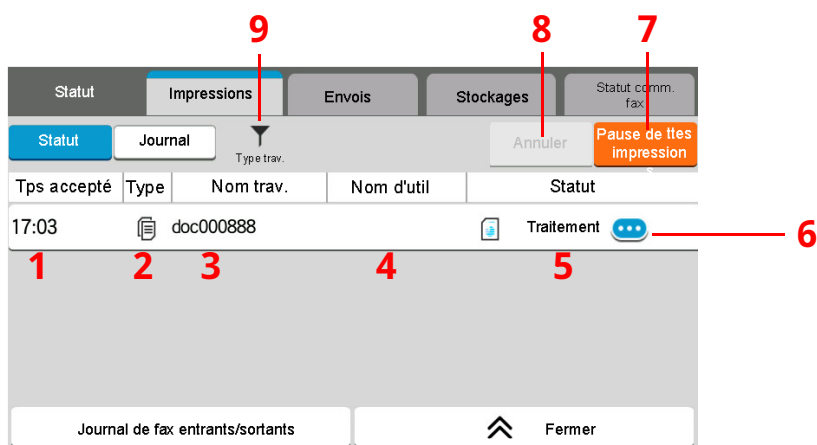 9 8 7
Statut Impressions Envois Stockages Statut comm.
fax
Statut Journal Type trav. Annuler Pause de ttes
impression
s
Tps accepté Type Nom trav. Nom d'util Statut
17:03 doc000888 Traitement 6
1 2 3 4 5
Journal de fax entrants/sortants Fermer